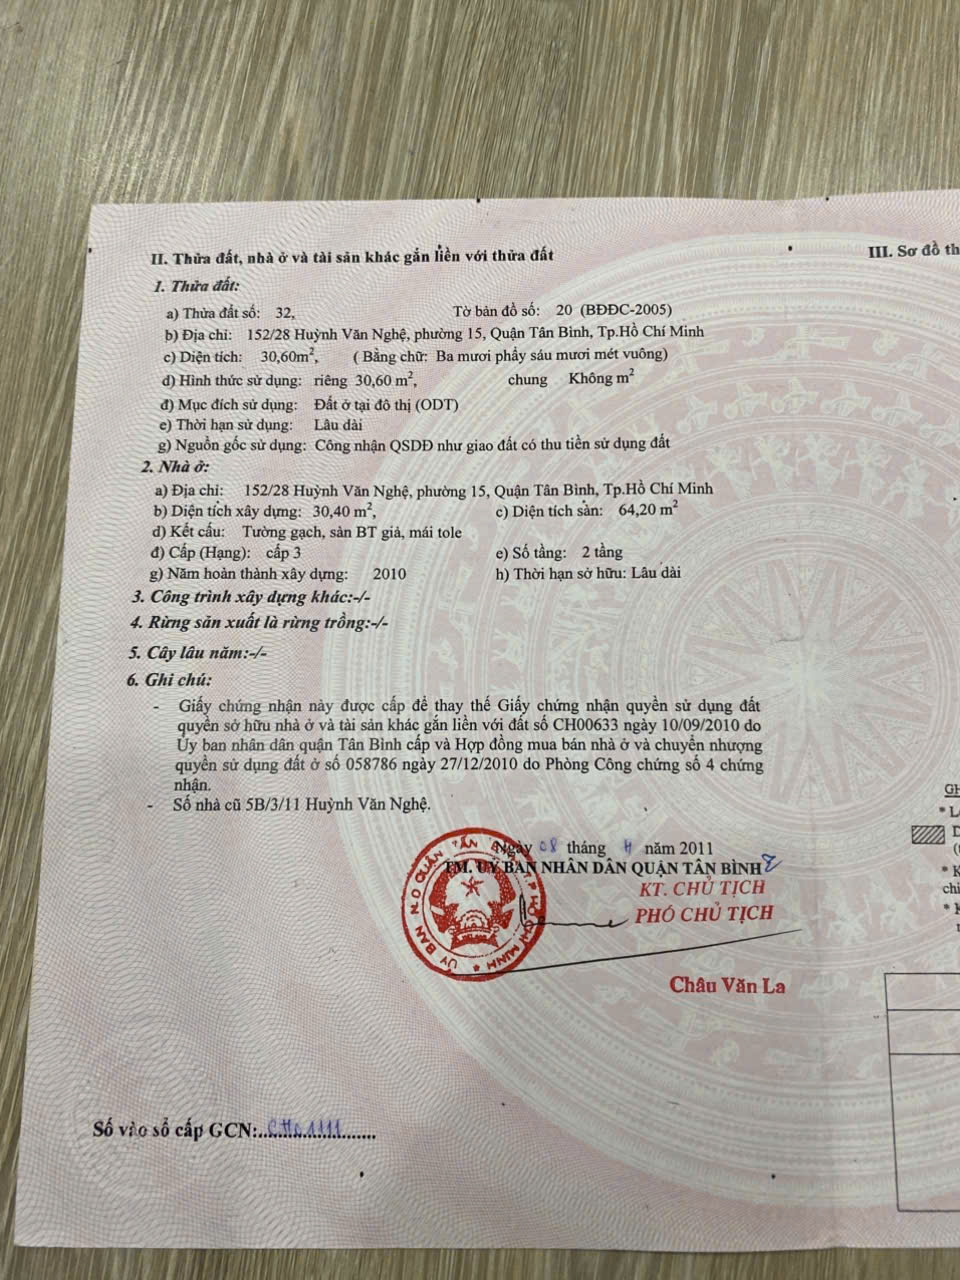 II. Thửa đất, nhà ở và tài sản khác gắn liền với thửa đất
1. Thửa đất:
a) Thửa đất số: 32,    Tờ bản đồ số: 20 (BĐĐC-2005)
b) Địa chỉ: 152/28 Huỳnh Văn Nghệ, phường 15, Quận Tân Bình, Tp.Hồ Chí Minh
c) Diện tích: 30,60m², ( Bằng chữ: Ba mươi phẩy sáu mươi mét vuông)
d) Hình thức sử dụng: riêng 30,60 m², chung Không m²
đ) Mục đích sử dụng: Đất ở tại đô thị (ODT)
e) Thời hạn sử dụng: Lâu dài
g) Nguồn gốc sử dụng: Công nhận QSDĐ như giao đất có thu tiền sử dụng đất
2. Nhà ở:
a) Địa chỉ: 152/28 Huỳnh Văn Nghệ, phường 15, Quận Tân Bình, Tp.Hồ Chí Minh
b) Diện tích xây dựng: 30,40 m², c) Diện tích sàn: 64,20 m²
d) Kết cấu: Tường gạch, sàn BT giả, mái tole
đ) Cấp (Hạng): cấp 3 e) Số tầng: 2 tầng
g) Năm hoàn thành xây dựng: 2010 h) Thời hạn sở hữu: Lâu dài
3. Công trình xây dựng khác:-/-
4. Rừng sản xuất là rừng trồng:-/-
5. Cây lâu năm:-/-
6. Ghi chú:
- Giấy chứng nhận này được cấp để thay thế Giấy chứng nhận quyền sử dụng đất
quyền sở hữu nhà ở và tài sản khác gắn liền với đất số CH00633 ngày 10/09/2010 do
Ủy ban nhân dân quận Tân Bình cấp và Hợp đồng mua bán nhà ở và chuyển nhượng
quyền sử dụng đất ở số 058786 ngày 27/12/2010 do Phòng Công chứng số 4 chứng
nhận.
- Số nhà cũ 5B/3/11 Huỳnh Văn Nghệ.
Ngày 08 tháng năm 2011
TM. ỦY BAN NHÂN DÂN QUẬN TÂN BÌNH
KT. CHỦ TỊCH
PHÓ CHỦ TỊCH
ỦY BAN N.D QUẬN TÂN BÌNH T.P HỒ CHÍ MINH
Châu Văn La
Số vào sổ cấp GCN:
III. Sơ đồ th
GH
* L
* K
chỉ
* K